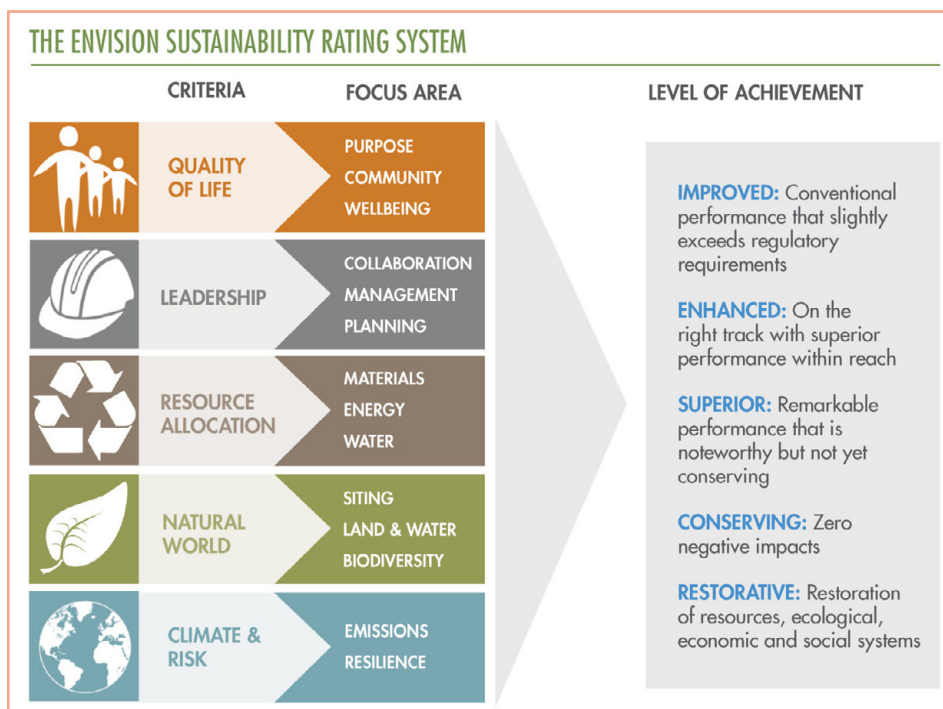 THE ENVISION SUSTAINABILITY RATING SYSTEM
CRITERIA
FOCUS AREA
LEVEL OF ACHIEVEMENT
QUALITY
OF LIFE
PURPOSE
COMMUNITY
WELLBEING
LEADERSHIP
COLLABORATION
MANAGEMENT
PLANNING
RESOURCE
ALLOCATION
MATERIALS
ENERGY
WATER
NATURAL
WORLD
SITING
LAND & WATER
BIODIVERSITY
CLIMATE &
RISK
EMISSIONS
RESILIENCE
IMPROVED: Conventional
performance that slightly
exceeds regulatory
requirements
ENHANCED: On the
right track with superior
performance within reach
SUPERIOR: Remarkable
performance that is
noteworthy but not yet
conserving
CONSERVING: Zero
negative impacts
RESTORATIVE: Restoration
of resources, ecological,
economic and social systems